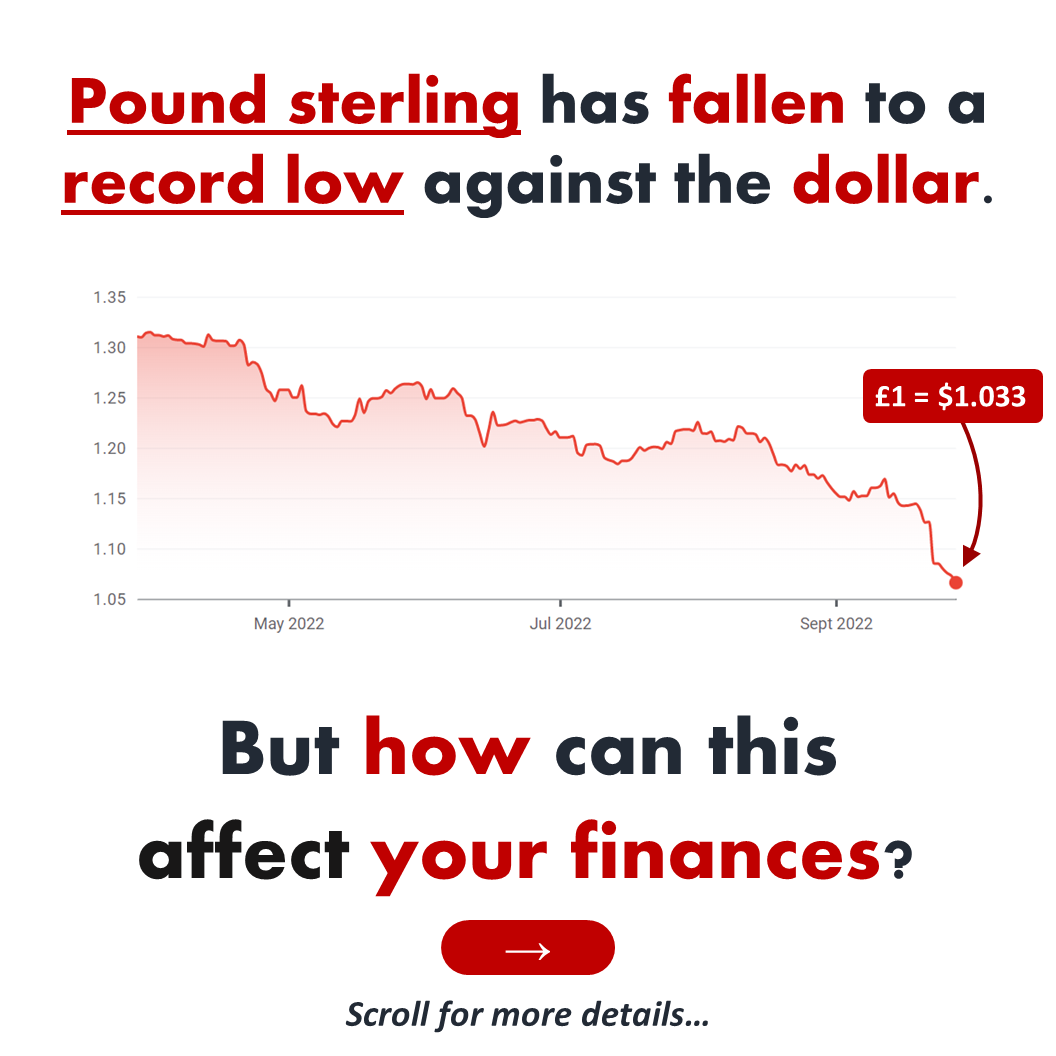 Pound sterling has fallen to a
record low against the dollar.
1.35
1.30
£1 = $1.033
1.25
1.20
1.15
1.10
1.05
May 2022 Jul 2022 Sept 2022
But how can this
affect your finances?
→
Scroll for more details...